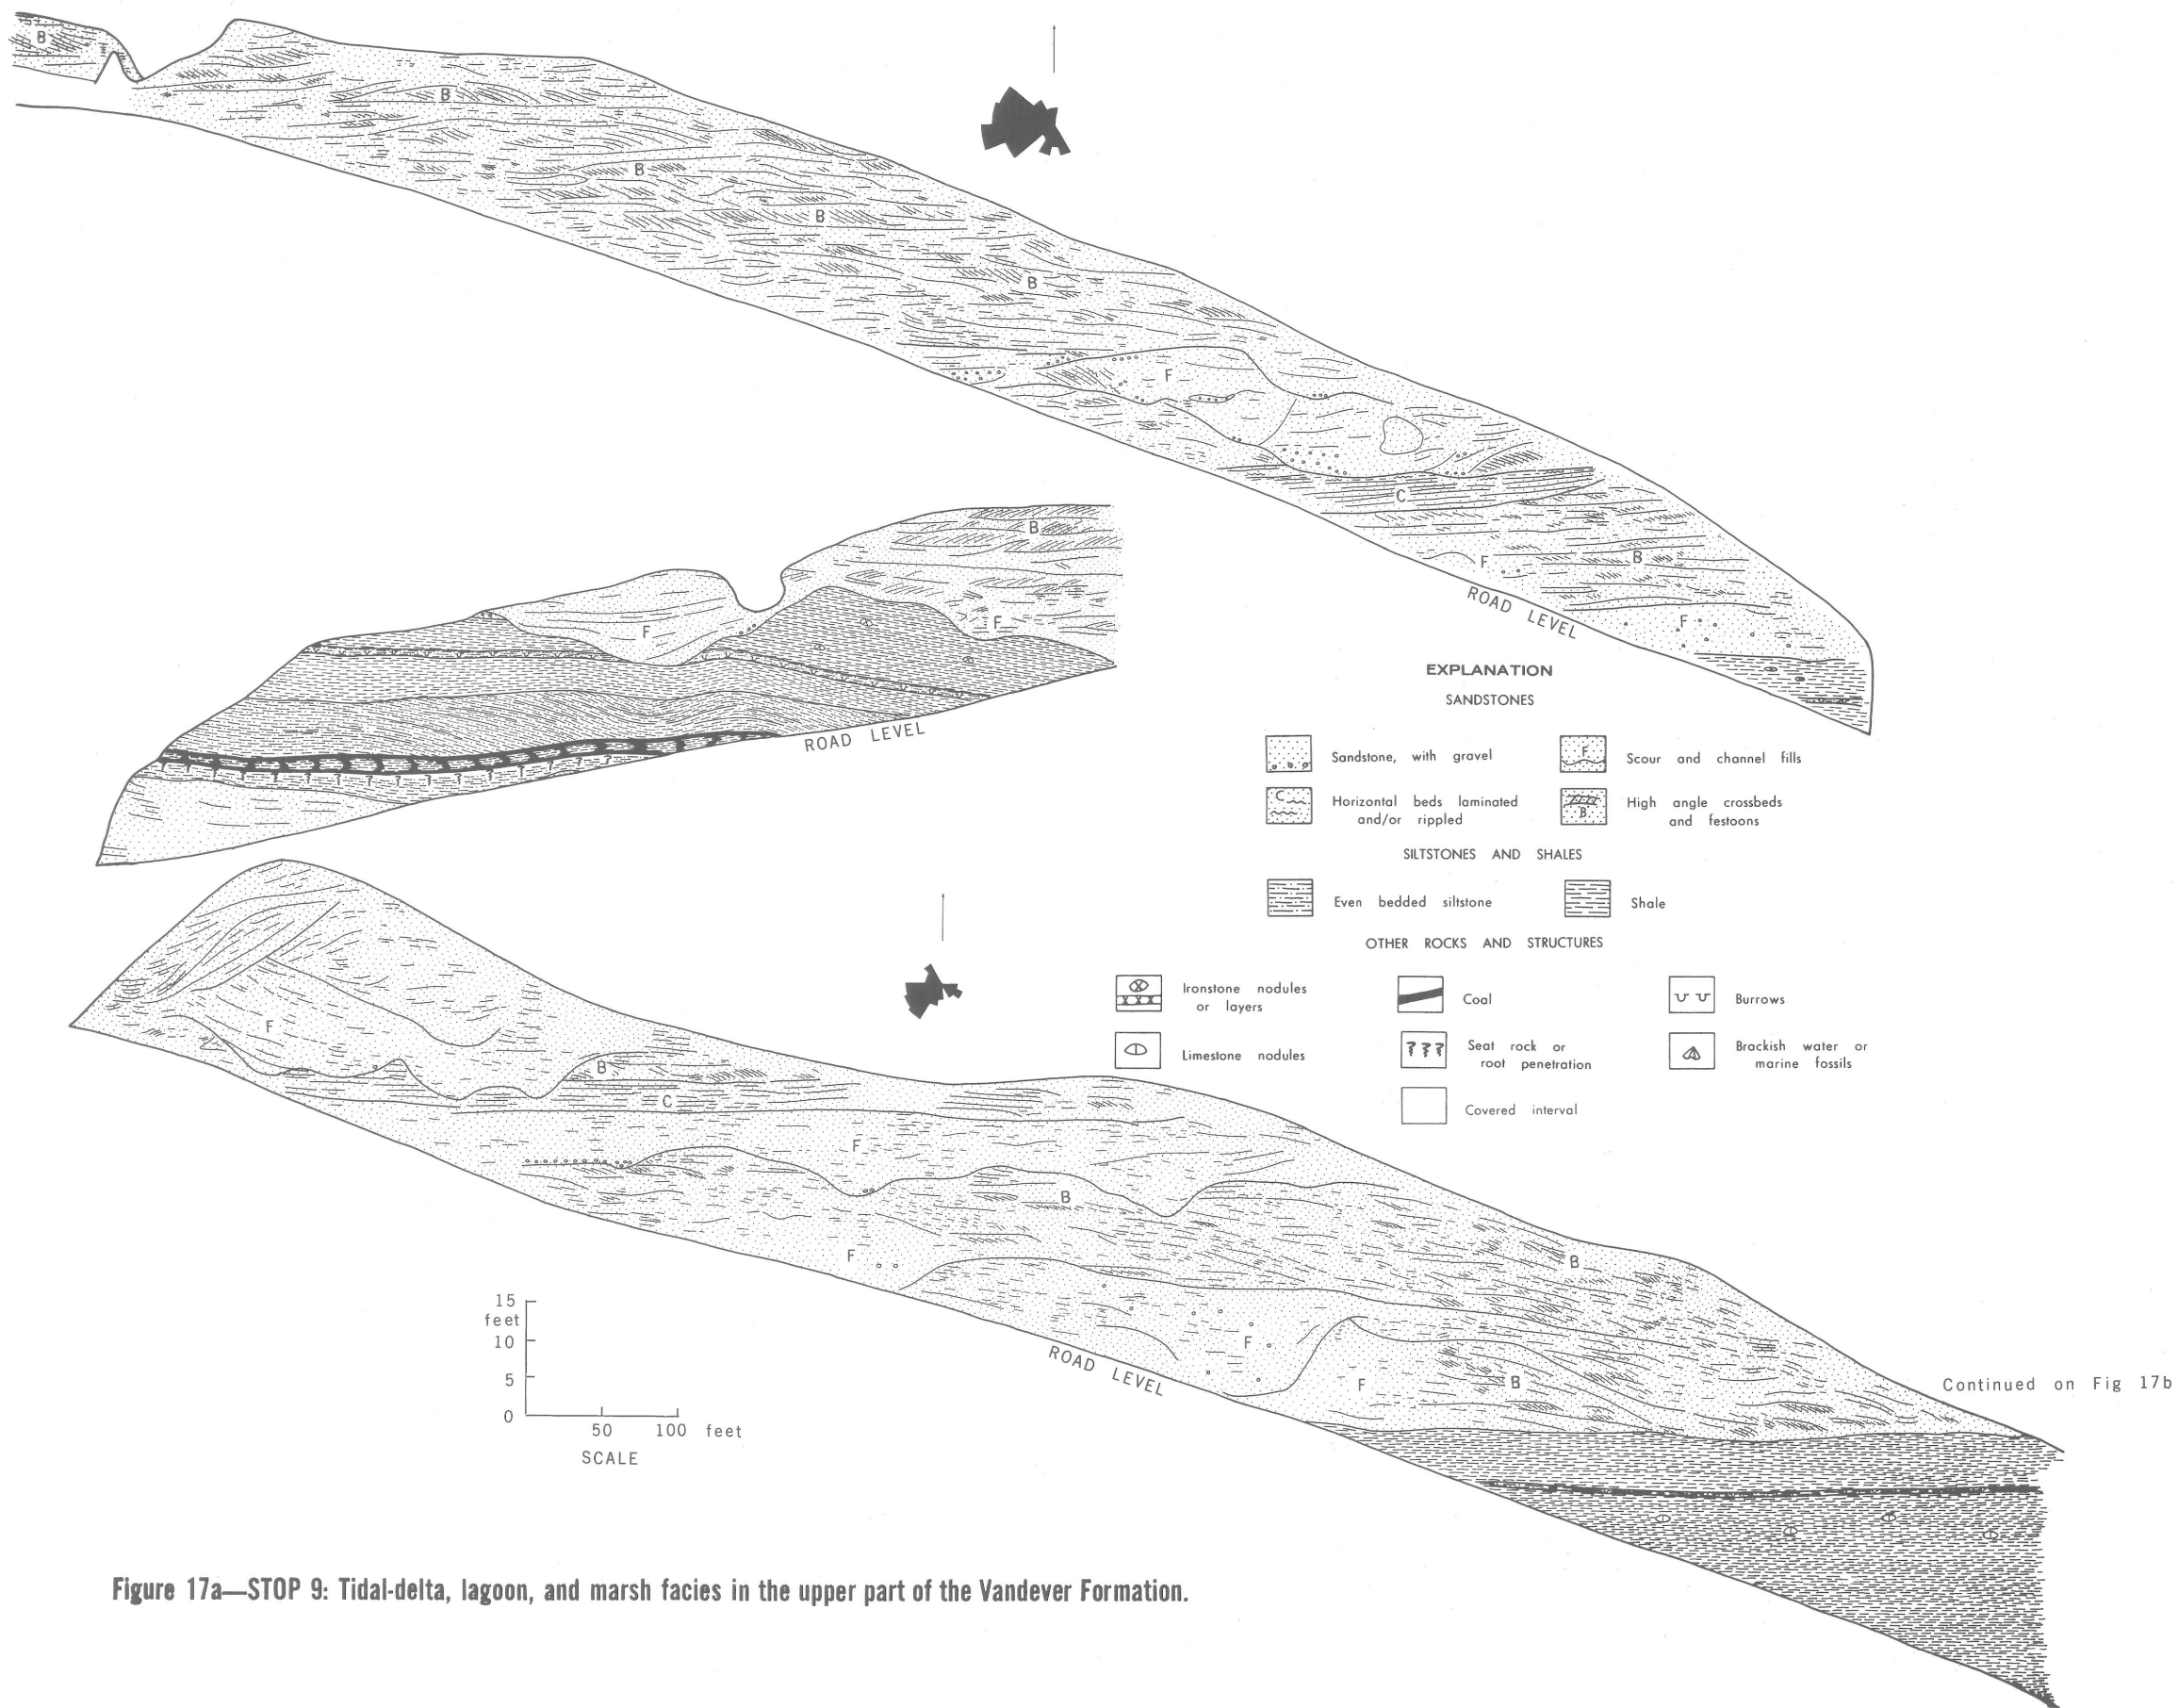 B
B
B
B
B
F
C
F
B
ROAD LEVEL
F
B
F
F
ROAD LEVEL
EXPLANATION
SANDSTONES
Sandstone, with gravel
F
Scour and channel fills
C
Horizontal beds laminated
and/or rippled
B
High angle crossbeds
and festoons
SILTSTONES AND SHALES
Even bedded siltstone
Shale
OTHER ROCKS AND STRUCTURES
Ironstone nodules
or layers
Coal
Burrows
Limestone nodules
Seat rock or
root penetration
Brackish water or
marine fossils
Covered interval
F
B
C
F
B
F
B
F
F
B
ROAD LEVEL
15
feet
10
5
0
50 100 feet
SCALE
Continued on Fig 17b
Figure 17a—STOP 9: Tidal-delta, lagoon, and marsh facies in the upper part of the Vandever Formation.